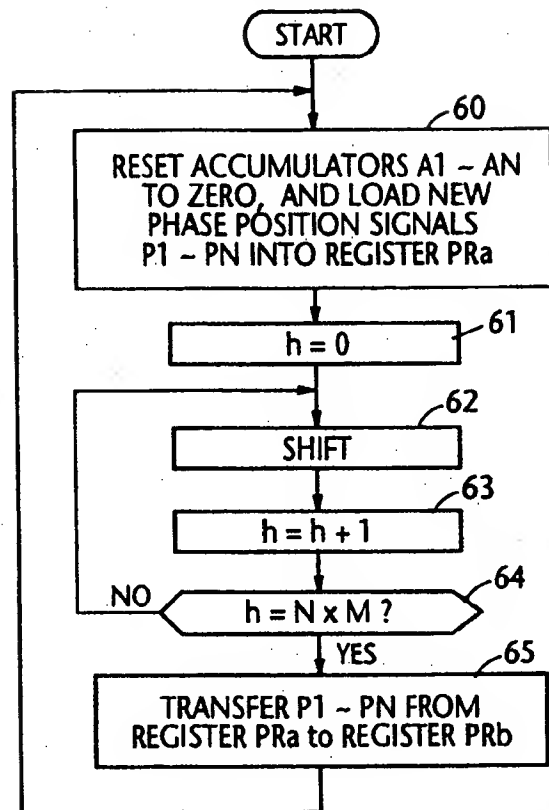 START
60
RESET ACCUMULATORS A1 ~ AN
TO ZERO, AND LOAD NEW
PHASE POSITION SIGNALS
P1 ~ PN INTO REGISTER PRa
61
h = 0
62
SHIFT
63
h = h + 1
64
NO
h = N x M ?
YES
65
TRANSFER P1 ~ PN FROM
REGISTER PRa to REGISTER PRb